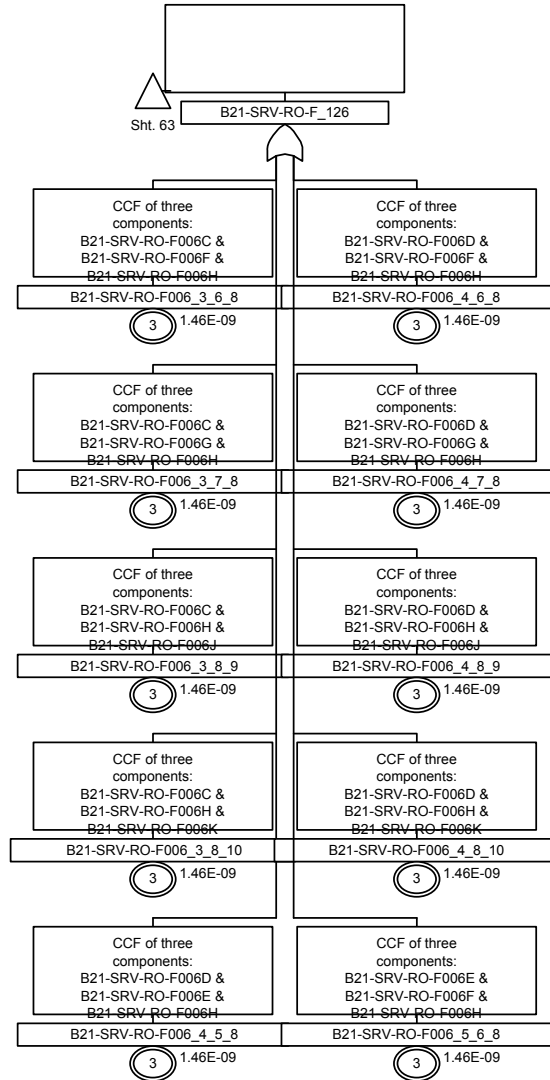 B21-SRV-RO-F_126
Sht. 63
CCF of three
components:
B21-SRV-RO-F006C &
B21-SRV-RO-F006F &
B21-SRV-RO-F006H
B21-SRV-RO-F006_3_6_8
3
1.46E-09
CCF of three
components:
B21-SRV-RO-F006D &
B21-SRV-RO-F006F &
B21-SRV-RO-F006H
B21-SRV-RO-F006_4_6_8
3
1.46E-09
CCF of three
components:
B21-SRV-RO-F006C &
B21-SRV-RO-F006G &
B21-SRV-RO-F006H
B21-SRV-RO-F006_3_7_8
3
1.46E-09
CCF of three
components:
B21-SRV-RO-F006D &
B21-SRV-RO-F006G &
B21-SRV-RO-F006H
B21-SRV-RO-F006_4_7_8
3
1.46E-09
CCF of three
components:
B21-SRV-RO-F006C &
B21-SRV-RO-F006H &
B21-SRV-RO-F006J
B21-SRV-RO-F006_3_8_9
3
1.46E-09
CCF of three
components:
B21-SRV-RO-F006D &
B21-SRV-RO-F006H &
B21-SRV-RO-F006J
B21-SRV-RO-F006_4_8_9
3
1.46E-09
CCF of three
components:
B21-SRV-RO-F006C &
B21-SRV-RO-F006H &
B21-SRV-RO-F006K
B21-SRV-RO-F006_3_8_10
3
1.46E-09
CCF of three
components:
B21-SRV-RO-F006D &
B21-SRV-RO-F006H &
B21-SRV-RO-F006K
B21-SRV-RO-F006_4_8_10
3
1.46E-09
CCF of three
components:
B21-SRV-RO-F006D &
B21-SRV-RO-F006E &
B21-SRV-RO-F006H
B21-SRV-RO-F006_4_5_8
3
1.46E-09
CCF of three
components:
B21-SRV-RO-F006E &
B21-SRV-RO-F006F &
B21-SRV-RO-F006H
B21-SRV-RO-F006_5_6_8
3
1.46E-09